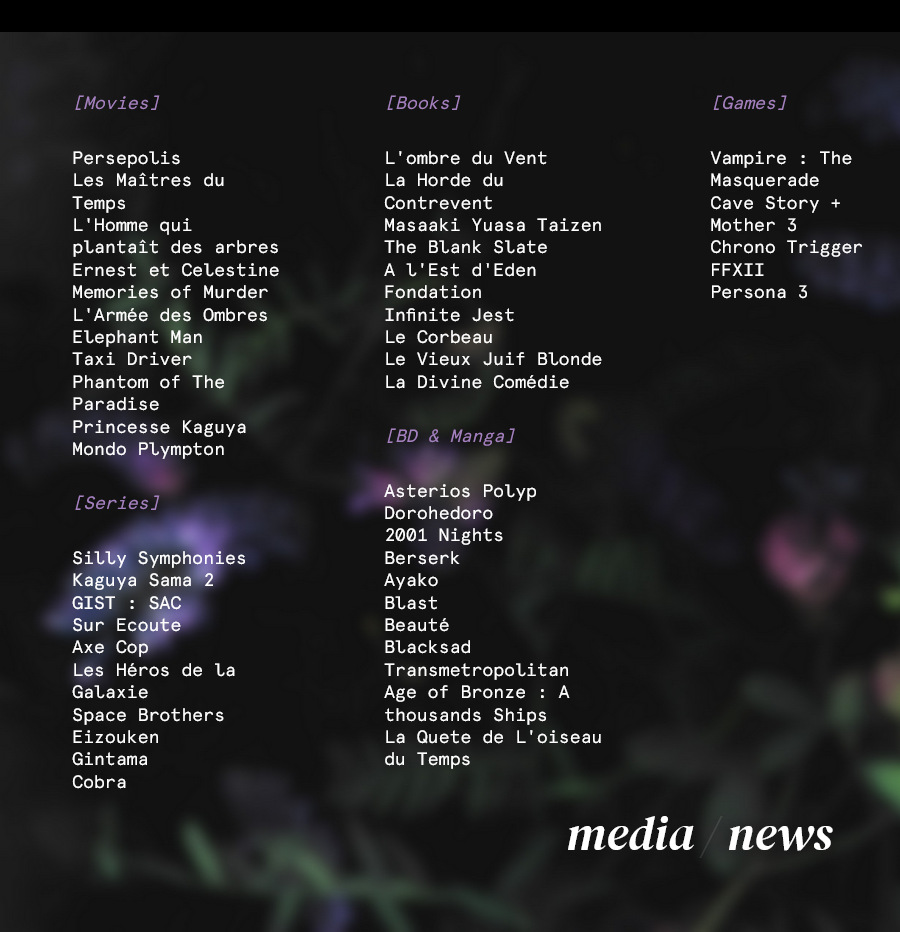 [Movies]
Persepolis
Les Maîtres du
Temps
L'Homme qui
plantaît des arbres
Ernest et Celestine
Memories of Murder
L'Armée des Ombres
Elephant Man
Taxi Driver
Phantom of The
Paradise
Princesse Kaguya
Mondo Plympton
[Series]
Silly Symphonies
Kaguya Sama 2
GIST : SAC
Sur Ecoute
Axe Cop
Les Héros de la
Galaxie
Space Brothers
Eizouken
Gintama
Cobra
[Books]
L'ombre du Vent
La Horde du
Contrevent
Masaaki Yuasa Taizen
The Blank Slate
A l'Est d'Eden
Fondation
Infinite Jest
Le Corbeau
Le Vieux Juif Blonde
La Divine Comédie
[BD & Manga]
Asterios Polyp
Dorohedoro
2001 Nights
Berserk
Ayako
Blast
Beauté
Blacksad
Transmetropolitan
Age of Bronze : A
thousands Ships
La Quete de L'oiseau
du Temps
[Games]
Vampire : The
Masquerade
Cave Story +
Mother 3
Chrono Trigger
FFXII
Persona 3
media / news